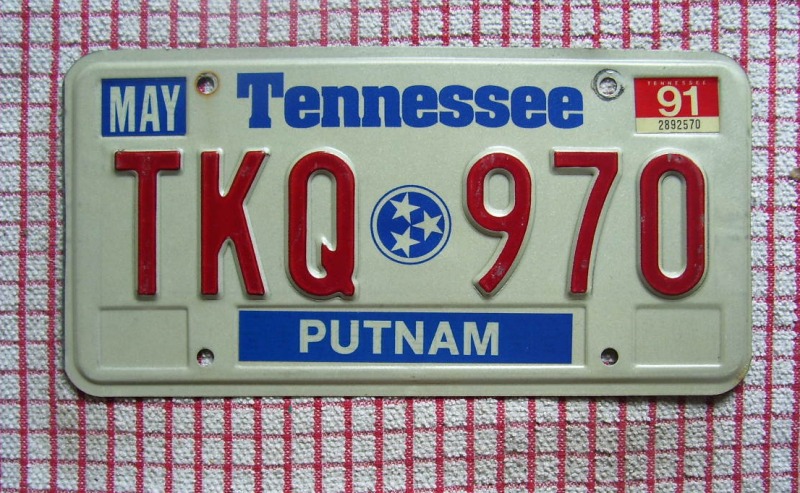 MAY
Tennessee
TENNESSEE
91
2892570
TKQ 970
PUTNAM